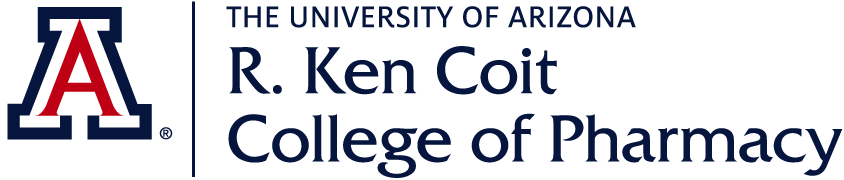 THE UNIVERSITY OF ARIZONA
R. Ken Coit
College of Pharmacy
A®